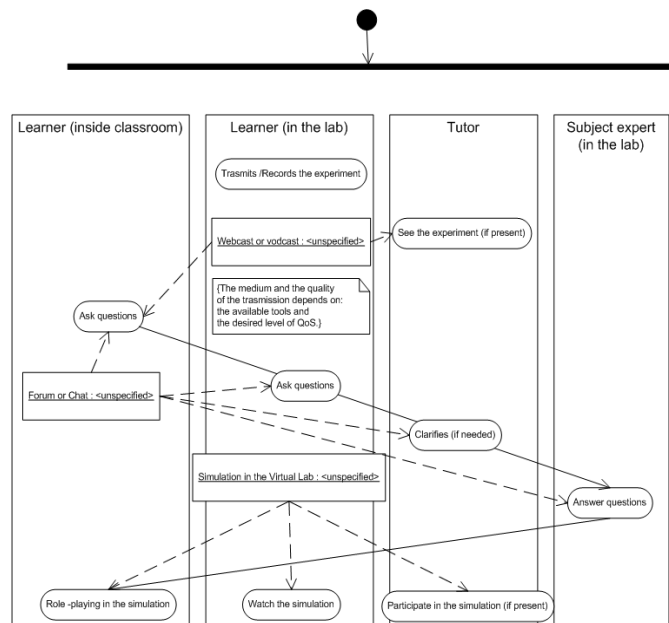 Learner (inside classroom)
Learner (in the lab)
Tutor
Subject expert
(in the lab)
Trasmits /Records the experiment
Webcast or vodcast : <unspecified>
See the experiment (if present)
{The medium and the quality
of the trasmission depends on:
the available tools and
the desired level of QoS.}
Ask questions
Forum or Chat : <unspecified>
Ask questions
Clarifies (if needed)
Simulation in the Virtual Lab : <unspecified>
Answer questions
Role -playing in the simulation
Watch the simulation
Participate in the simulation (if present)